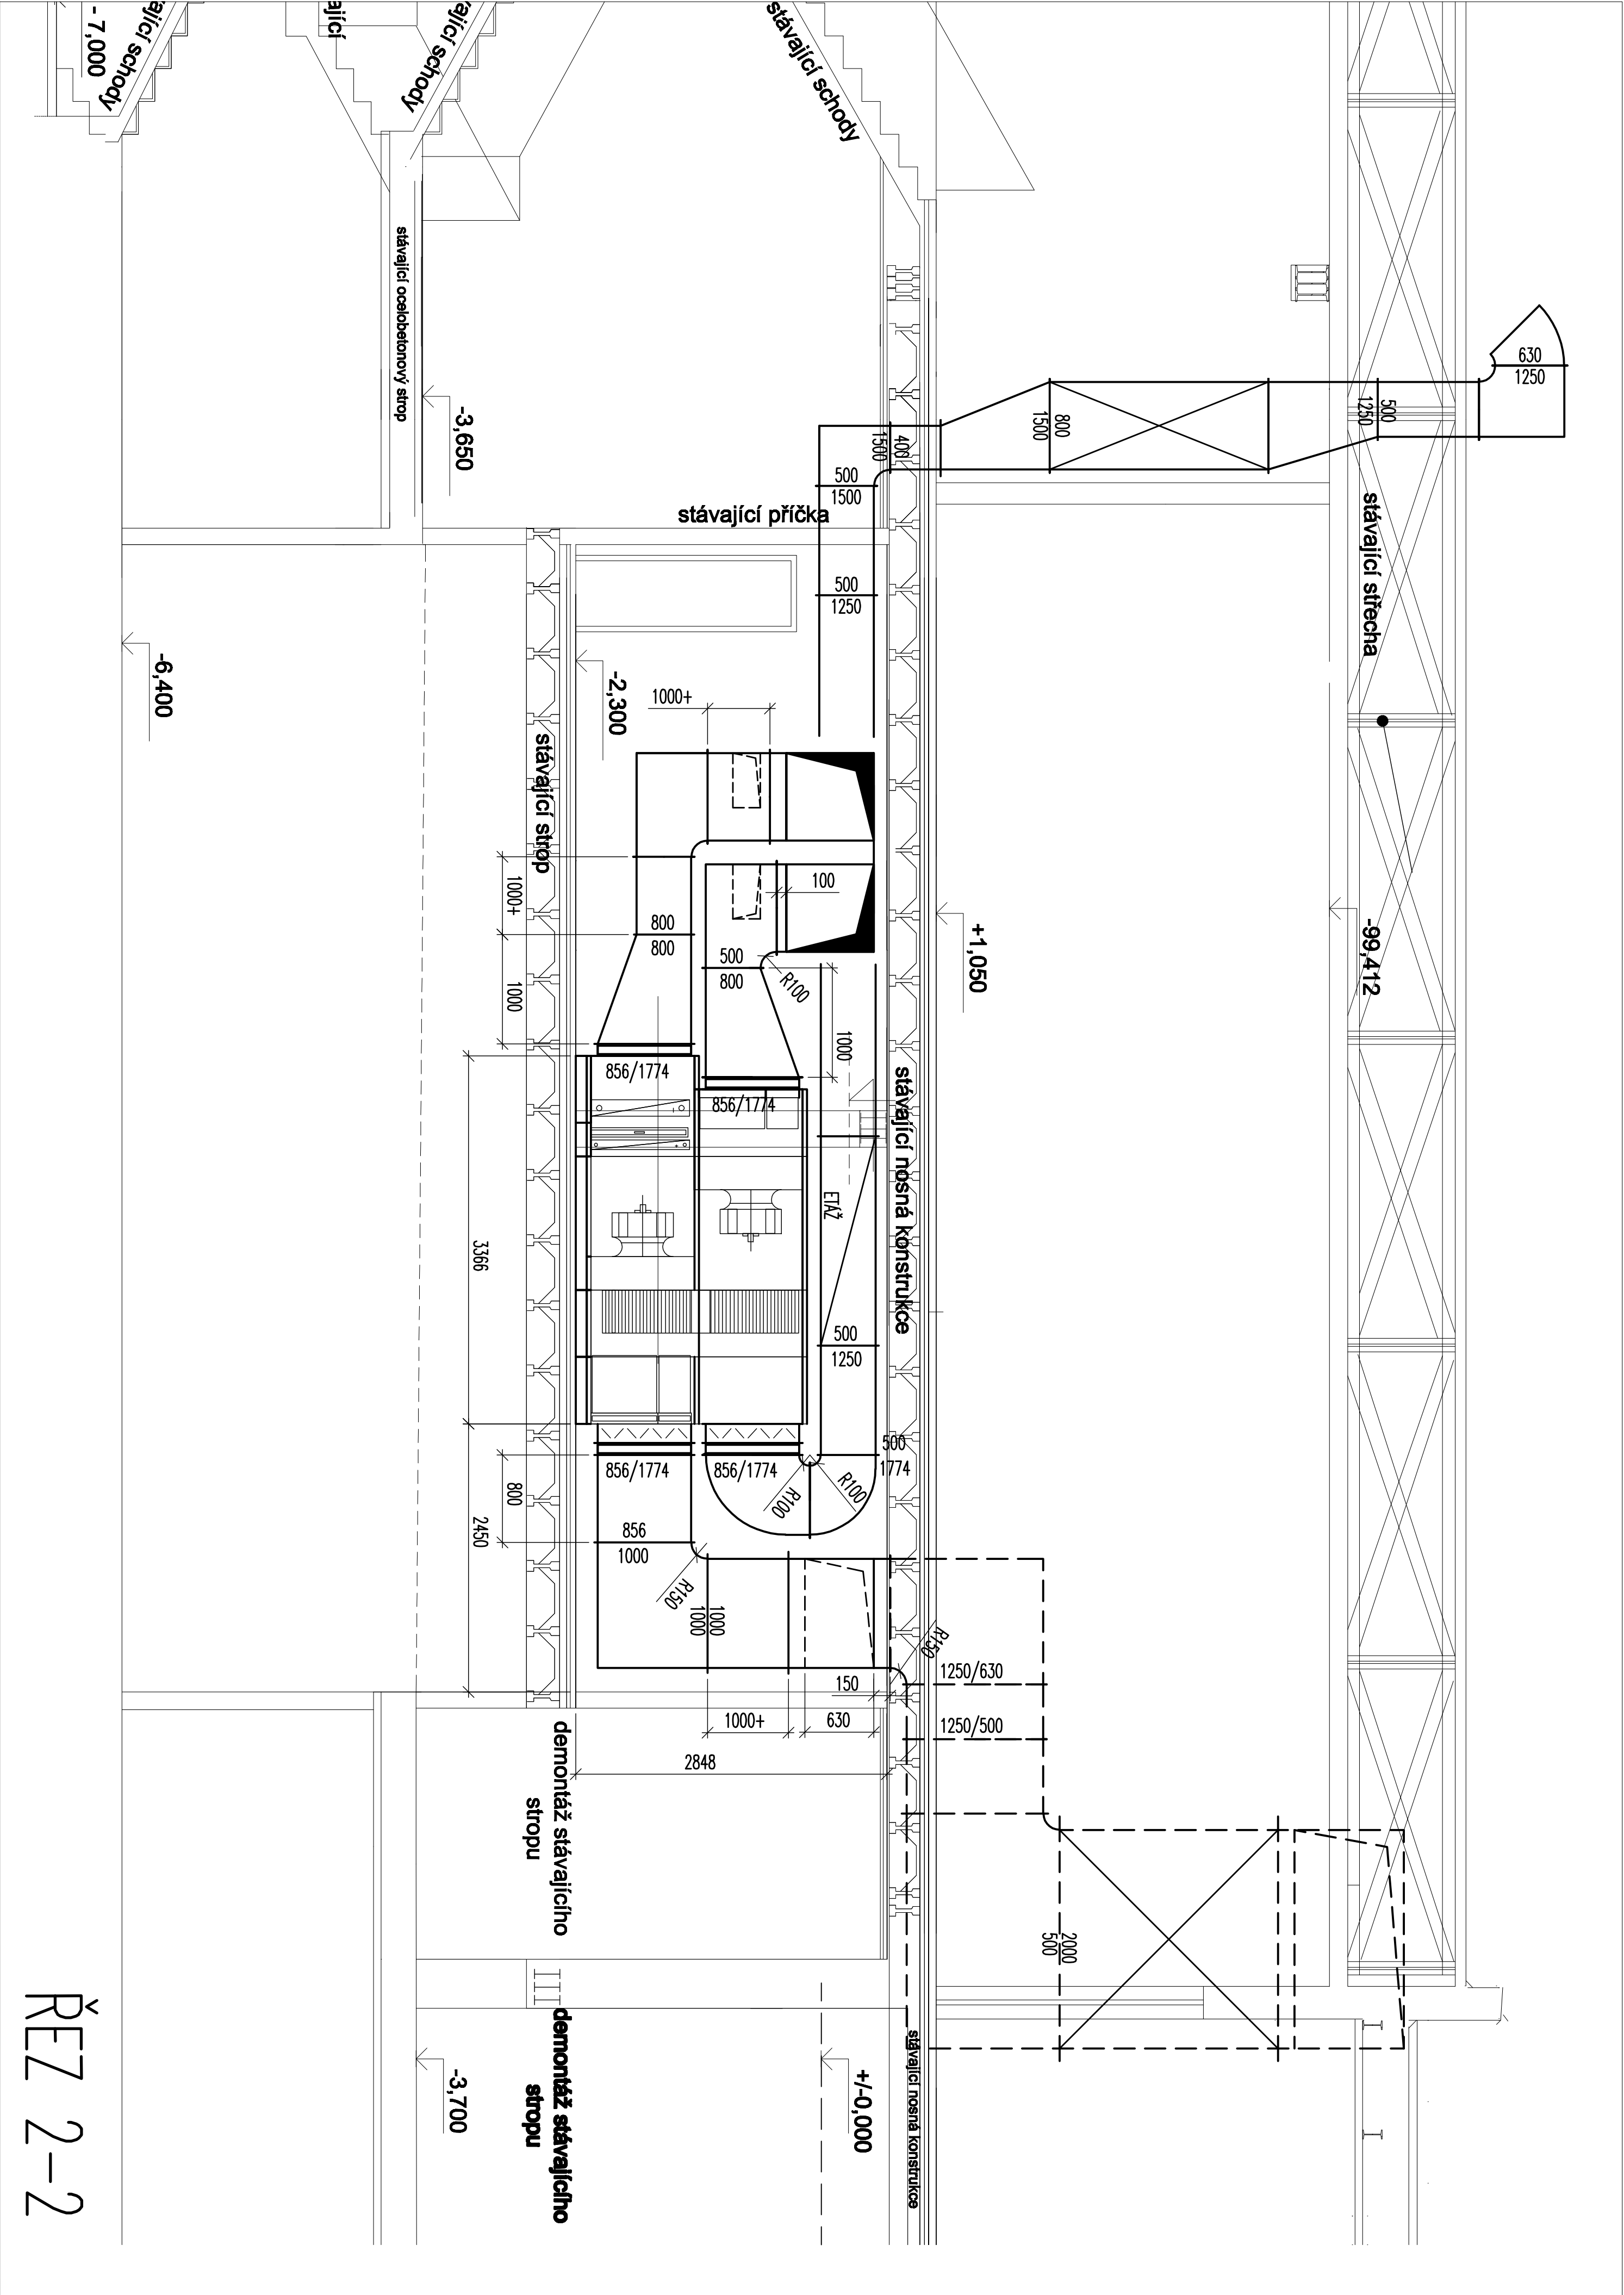 630
1250
500
1250
stávající střecha
-99,412
800
1500
400
1500
stávající schody
500
1500
stávající příčka
500
1250
+1,050
stávající nosná konstrukce
1000+
100
800
800
500
800
R100
1000
1000+
1000
856/1774
856/1774
ETÁŽ
500
1250
500
1774
R100
R100
856/1774
856/1774
856
1000
R150
1000
1000
800
3366
2450
R150
1250/630
1250/500
150
1000+
630
2848
2000
500
-2,300
stávající strop
stávající
vající schody
stávající ocelobetonový strop
-3,650
vající schody
- 7,000
-6,400
demontáž stávajícího
stropu
demontáž stávajícího
stropu
+/-0,000
stávající nosná konstrukce
-3,700
ŘEZ 2-2